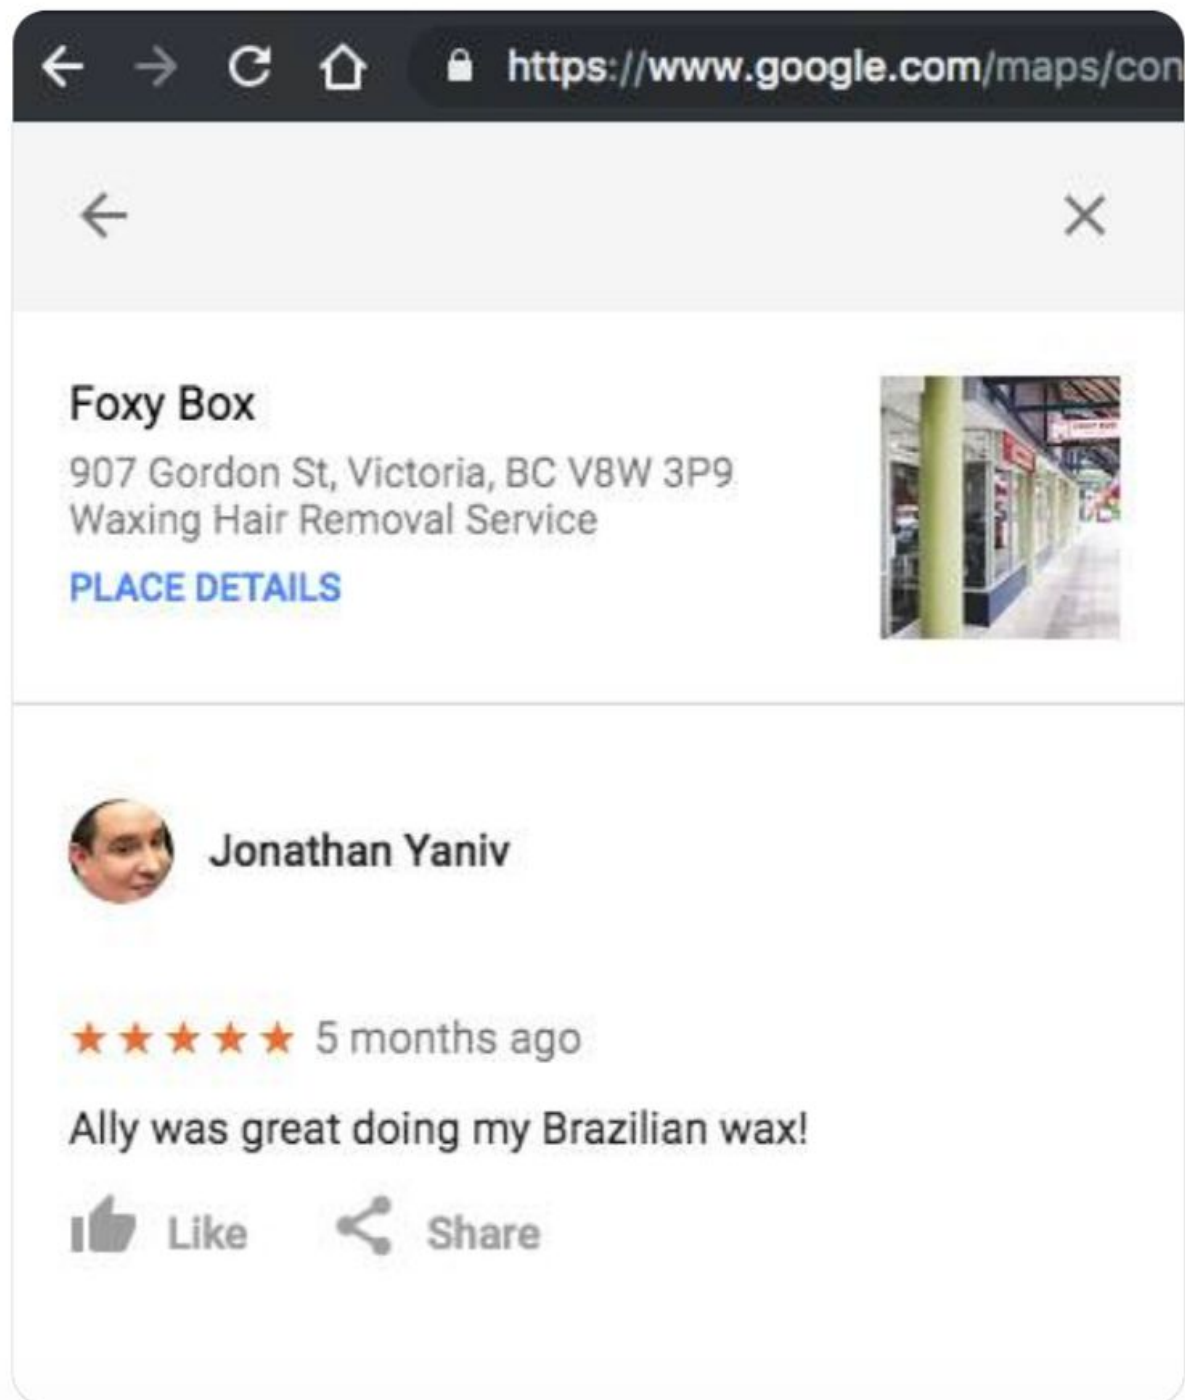 https://www.google.com/maps/con
Foxy Box
907 Gordon St, Victoria, BC V8W 3P9
Waxing Hair Removal Service
PLACE DETAILS
Jonathan Yaniv
5 months ago
Ally was great doing my Brazilian wax!
Like
Share